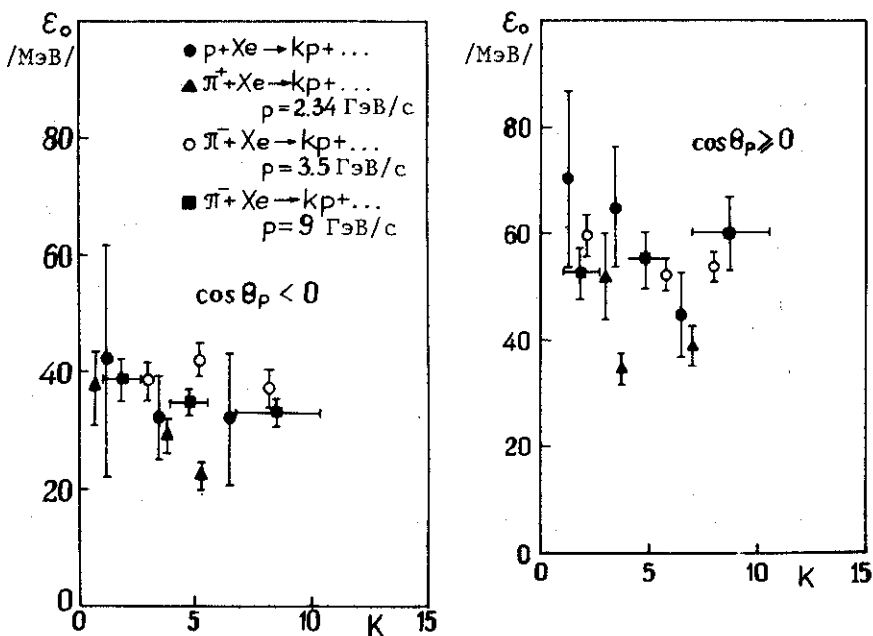 ε₀
/МэВ/
● p+Xe→kp+...
▲ π⁺+Xe→kp+...
p=2.34 ГэВ/с
○ π⁻+Xe→kp+...
p=3.5 ГэВ/с
■ π⁻+Xe→kp+...
p=9 ГэВ/с
cos θₚ < 0
80
60
40
20
0
0 5 10 15
K
ε₀
/МэВ/
cos θₚ ⩾ 0
80
60
40
20
0
0 5 10 15
K